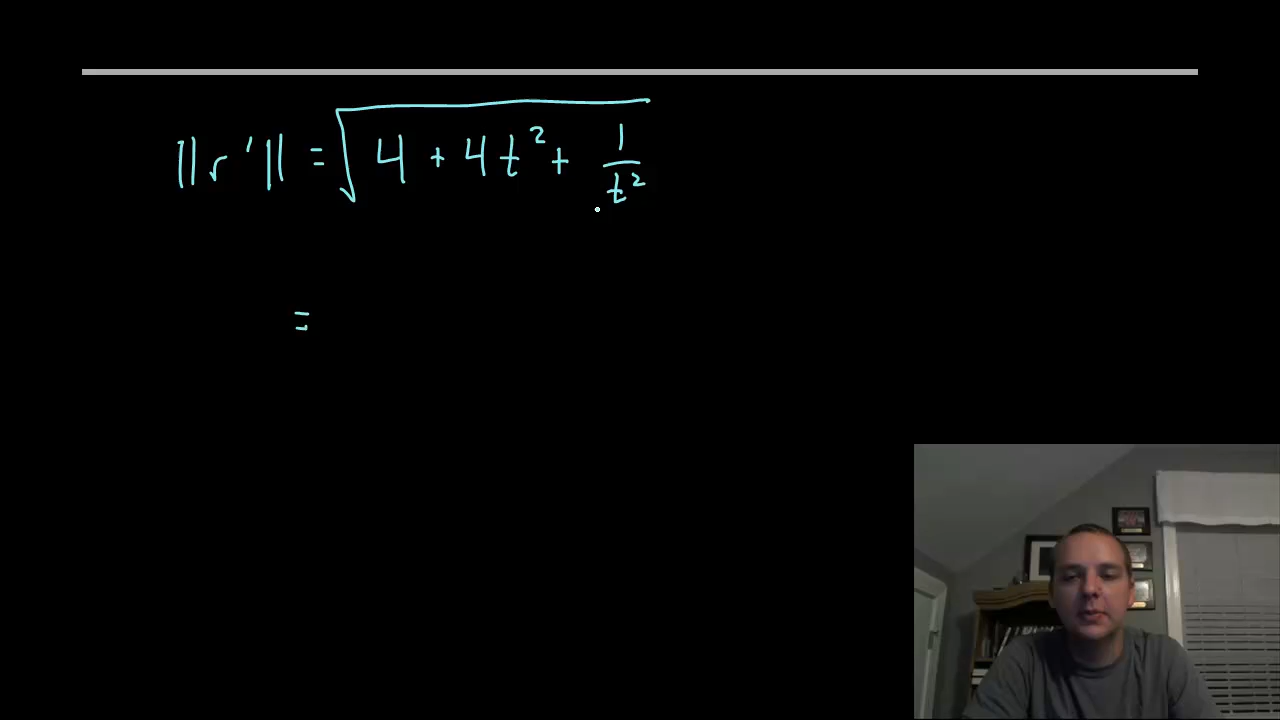 ||r'|| = √(4 + 4t² + 1/t²)
=